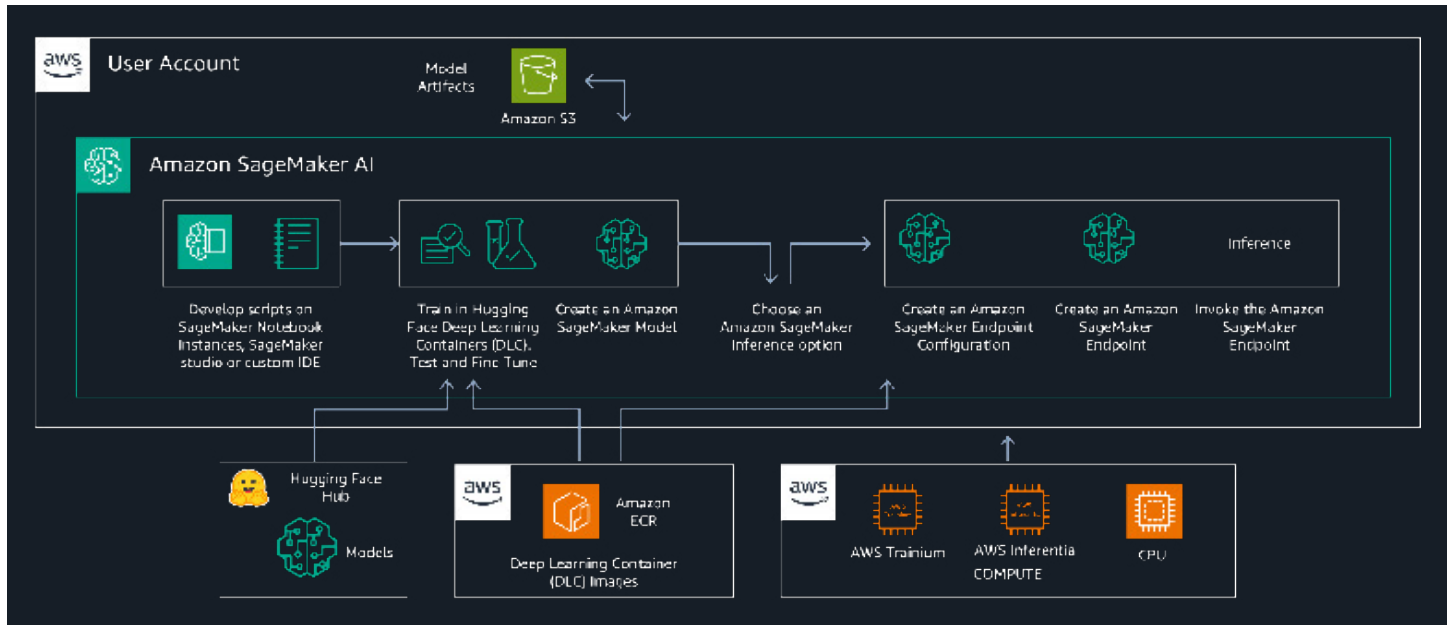 aws
User Account
Model
Artifacts
Amazon S3
Amazon SageMaker AI
Develop scripts on
SageMaker Notebook
Instances, SageMaker
studio or custom IDE
Train in Hugging
Face Deep Learning
Containers (DLC).
Test and Fine Tune
Create an Amazon
SageMaker Model
Choose an
Amazon SageMaker
Inference option
Create an Amazon
SageMaker Endpoint
Configuration
Create an Amazon
SageMaker
Endpoint
Inference
Invoke the Amazon
SageMaker
Endpoint
Hugging Face
Hub
Models
aws
Amazon
ECR
Deep Learning Container
(DLC) Images
aws
AWS Trainium
AWS Inferentia
COMPUTE
CPU